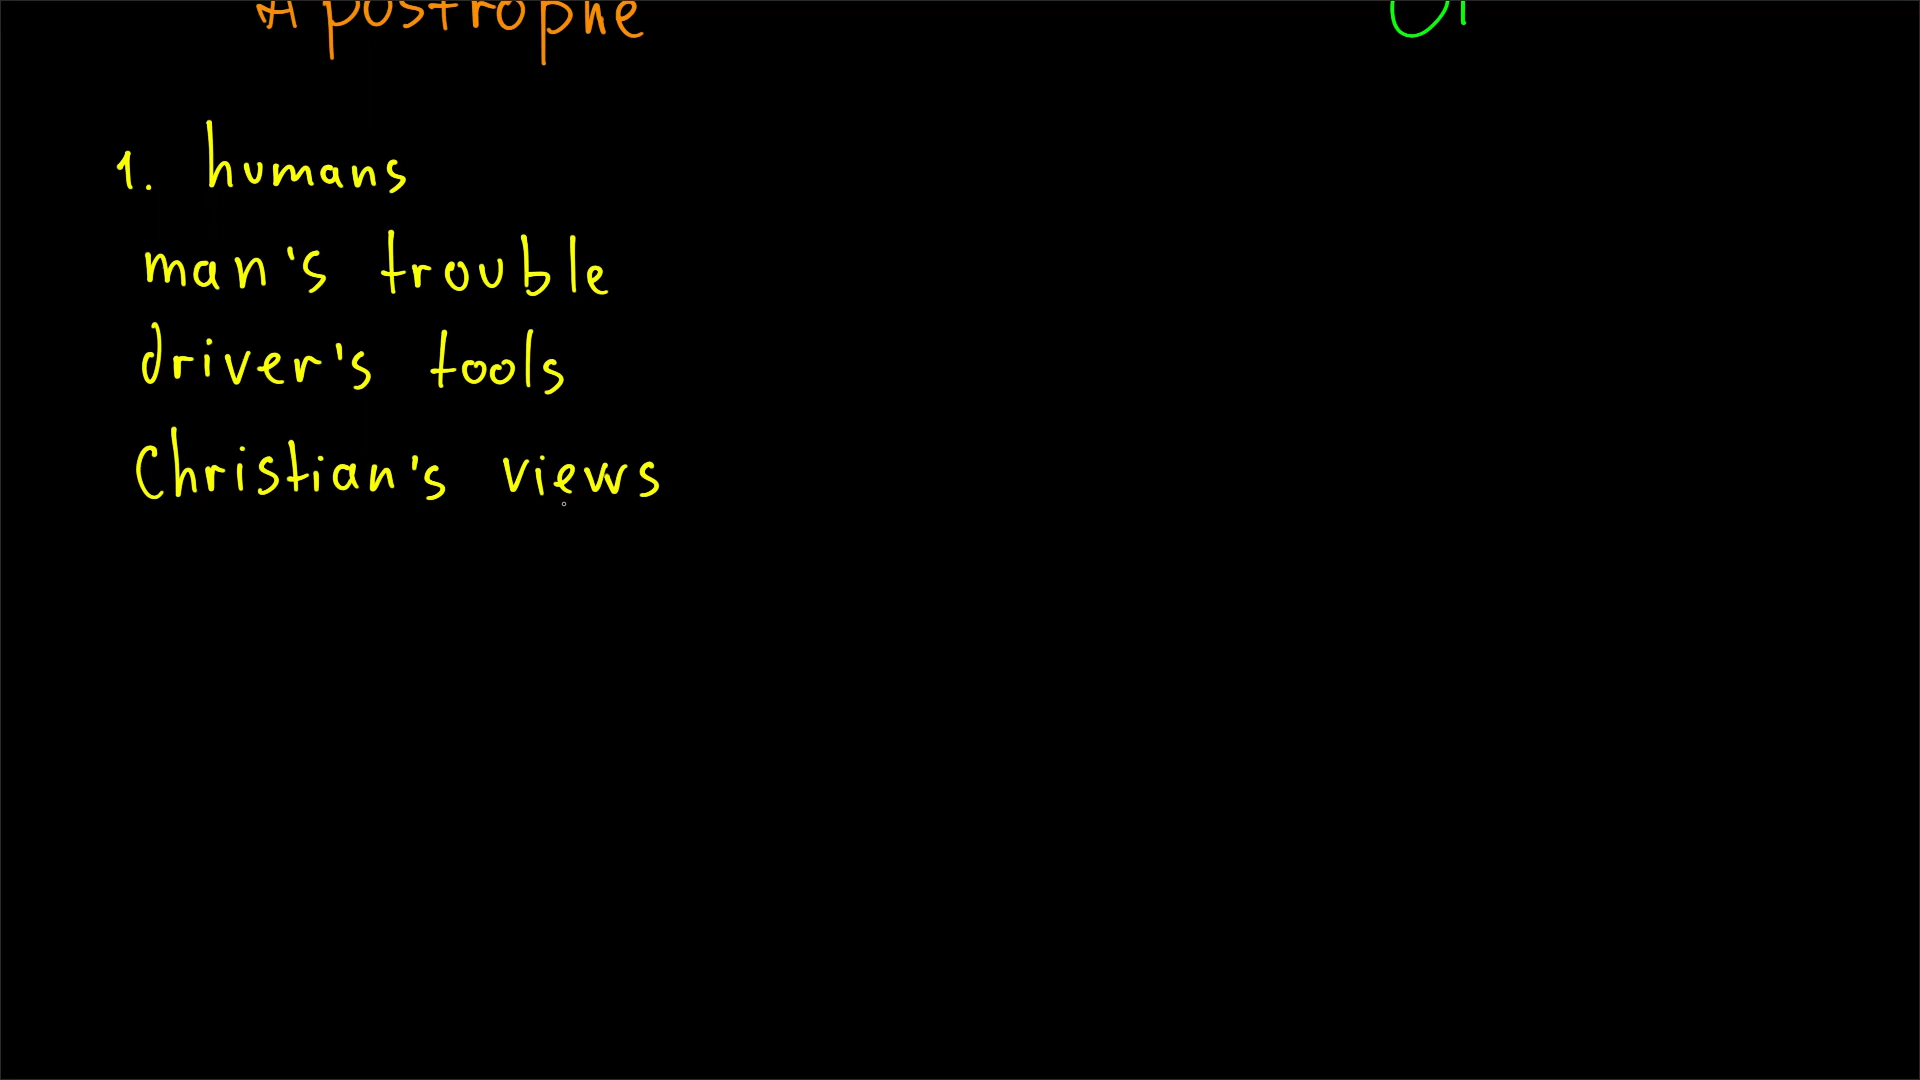 Apostrophe
1. humans
man's trouble
driver's tools
Christian's views